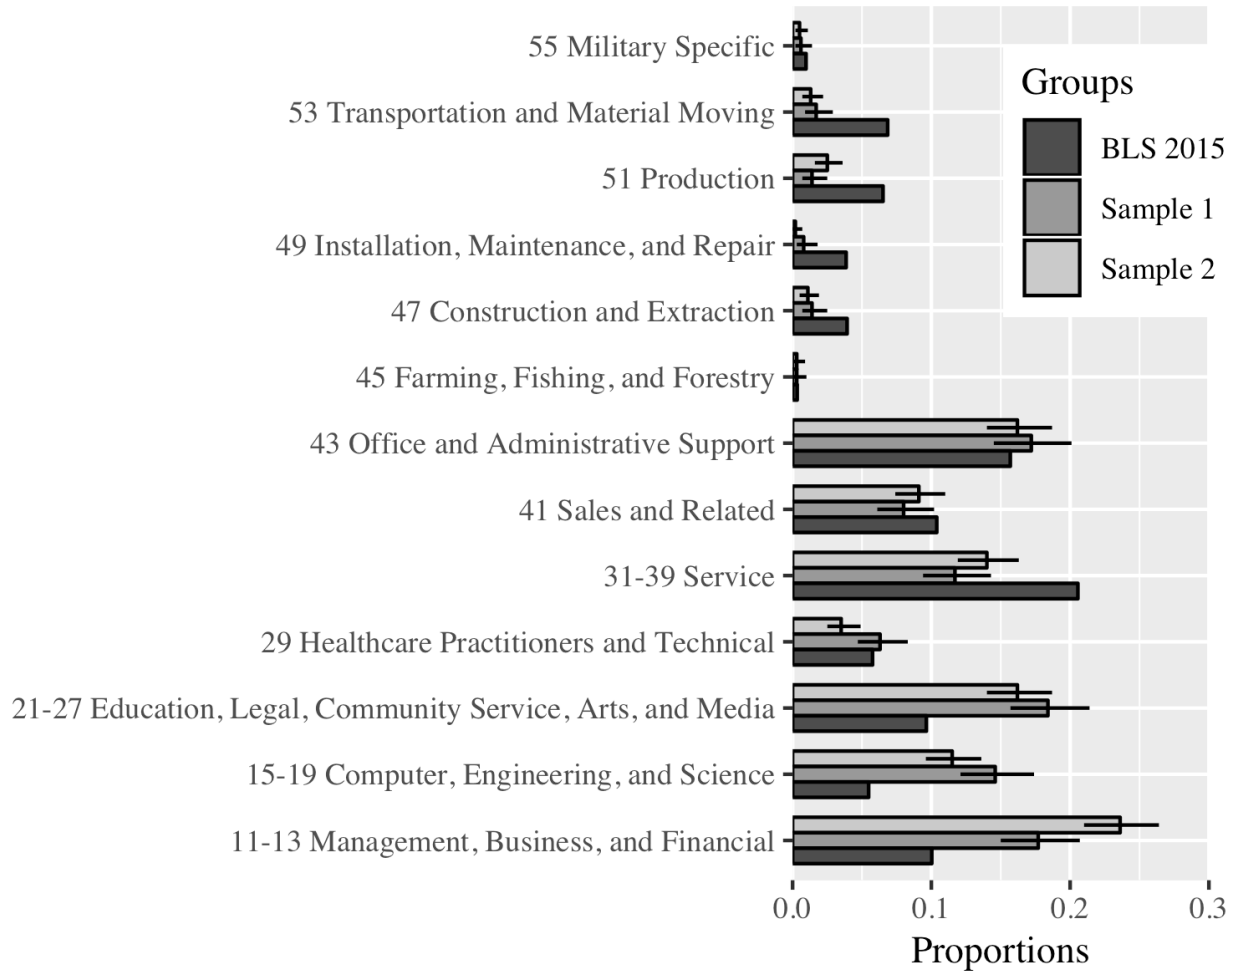 55 Military Specific
53 Transportation and Material Moving
51 Production
49 Installation, Maintenance, and Repair
47 Construction and Extraction
45 Farming, Fishing, and Forestry
43 Office and Administrative Support
41 Sales and Related
31-39 Service
29 Healthcare Practitioners and Technical
21-27 Education, Legal, Community Service, Arts, and Media
15-19 Computer, Engineering, and Science
11-13 Management, Business, and Financial
Groups
BLS 2015
Sample 1
Sample 2
0.0 0.1 0.2 0.3
Proportions